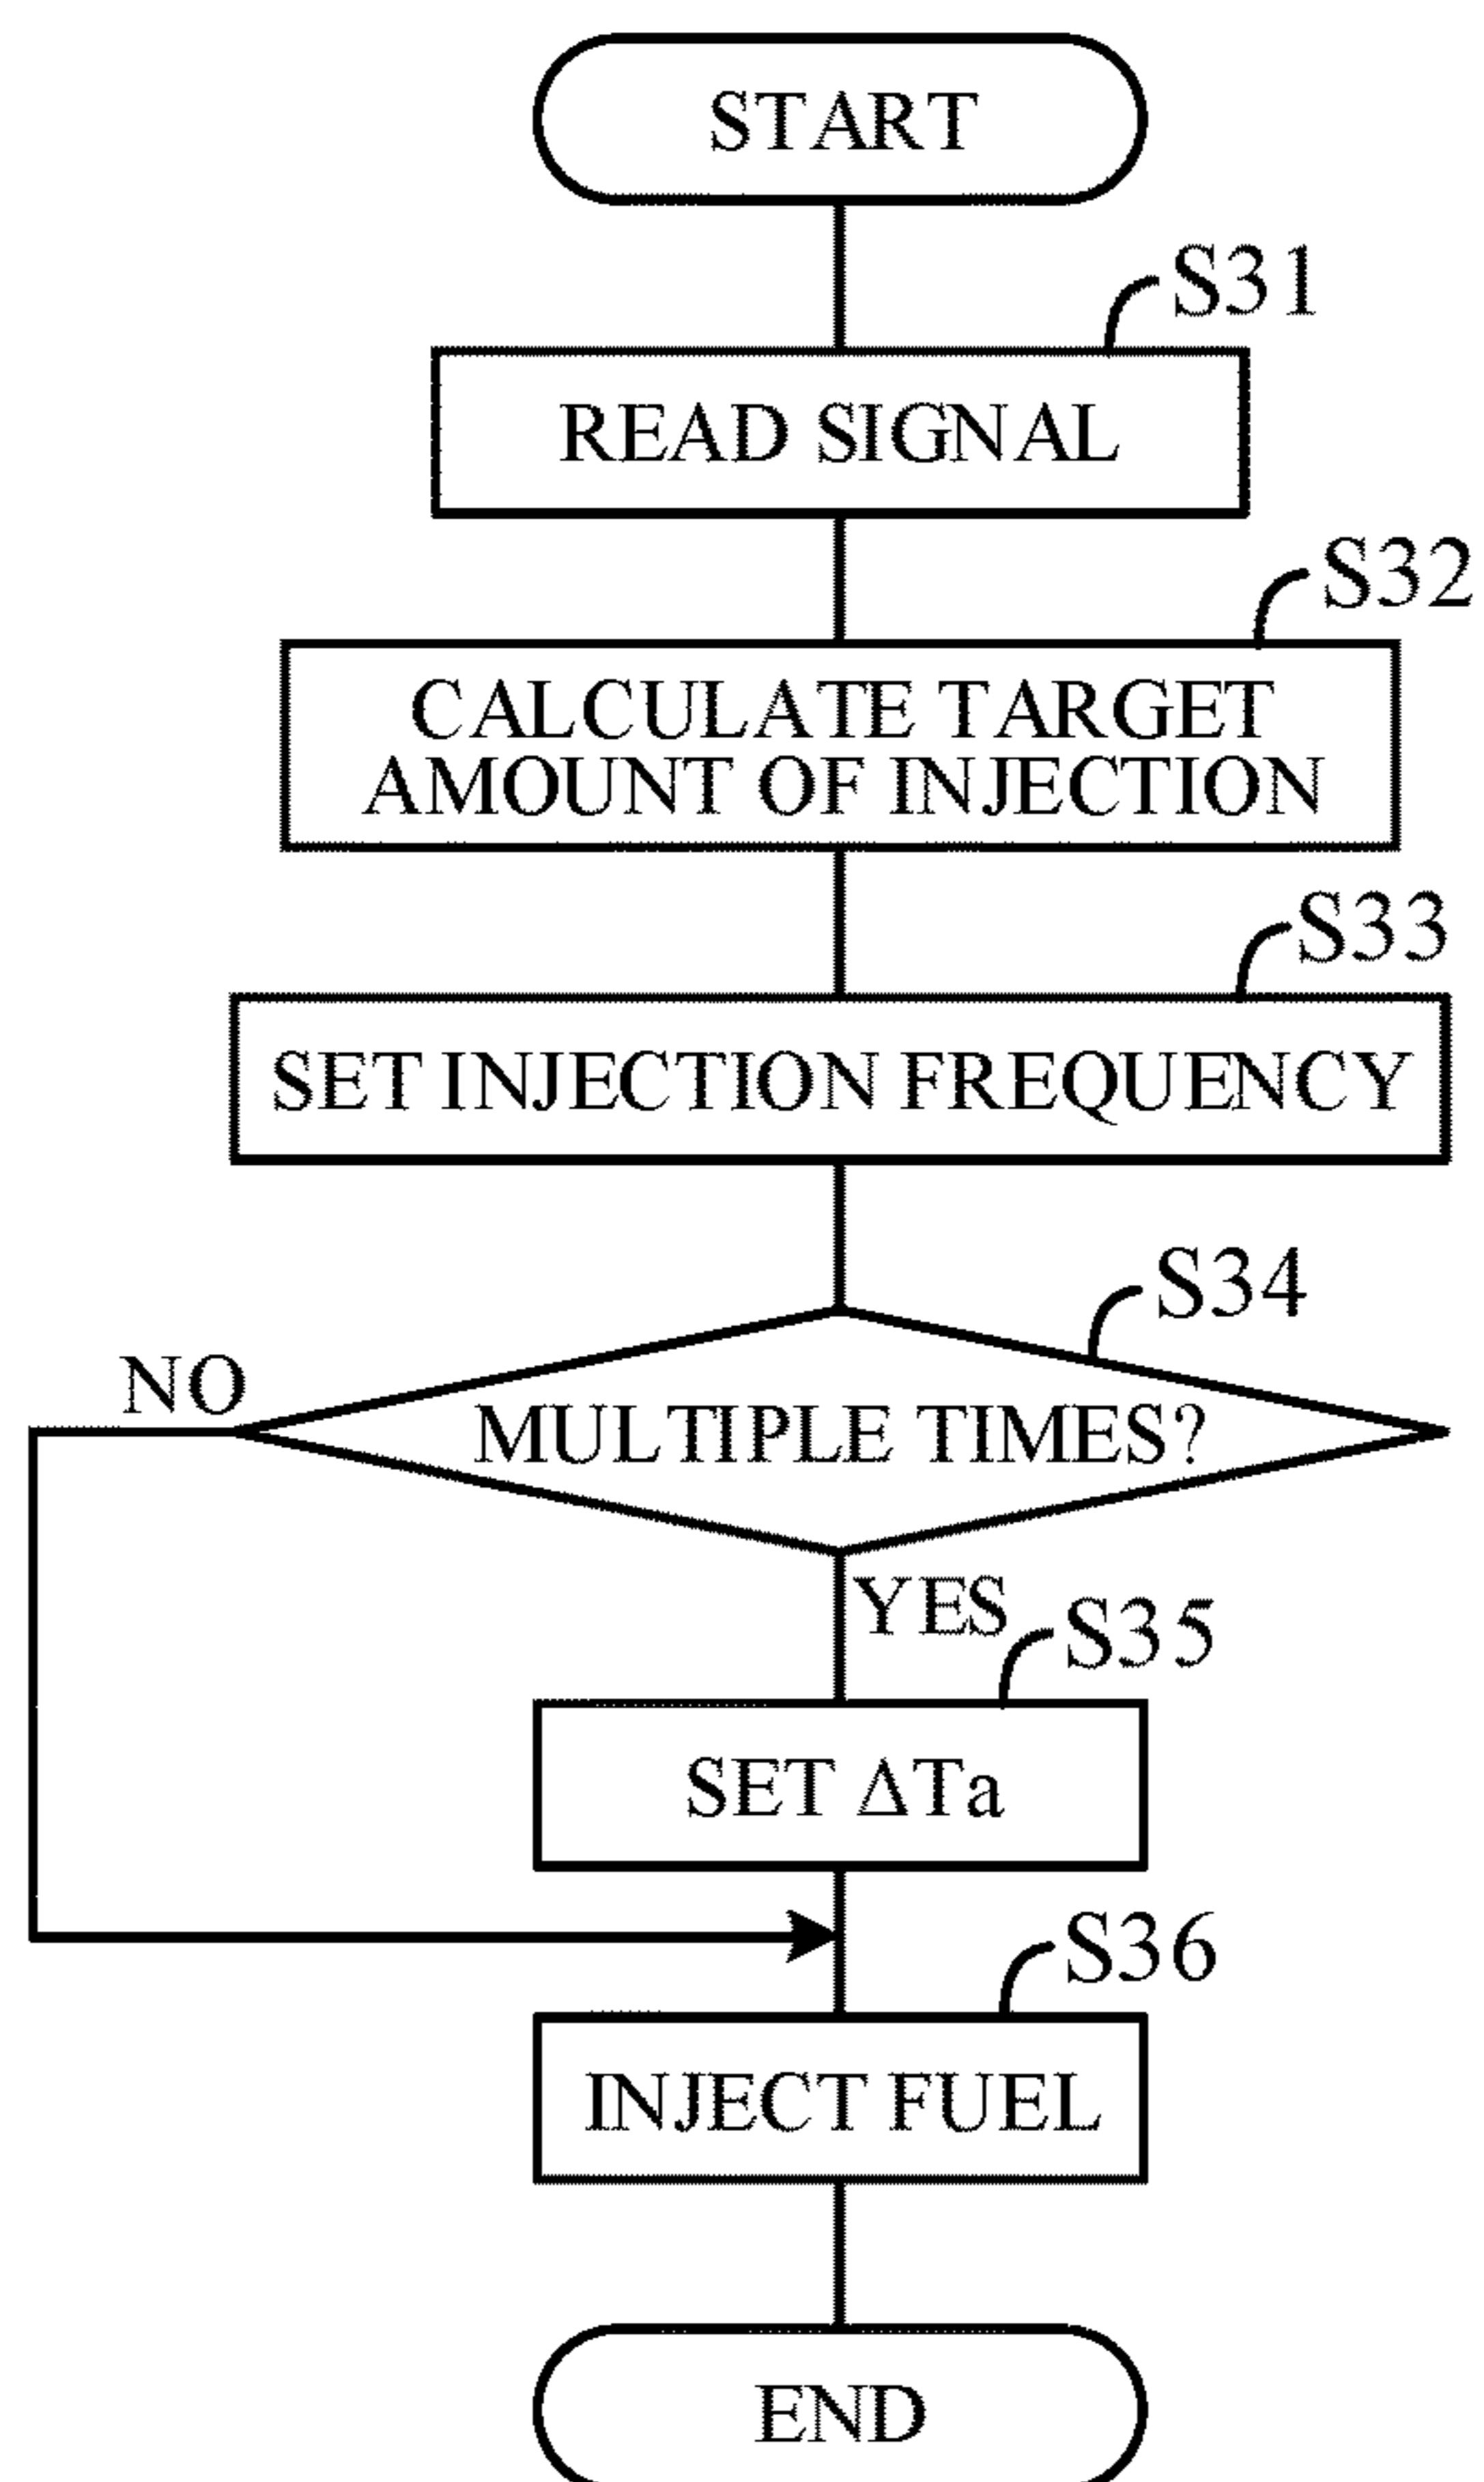 START
S31
READ SIGNAL
S32
CALCULATE TARGET
AMOUNT OF INJECTION
S33
SET INJECTION FREQUENCY
S34
NO
MULTIPLE TIMES?
YES
S35
SET ΔTa
S36
INJECT FUEL
END